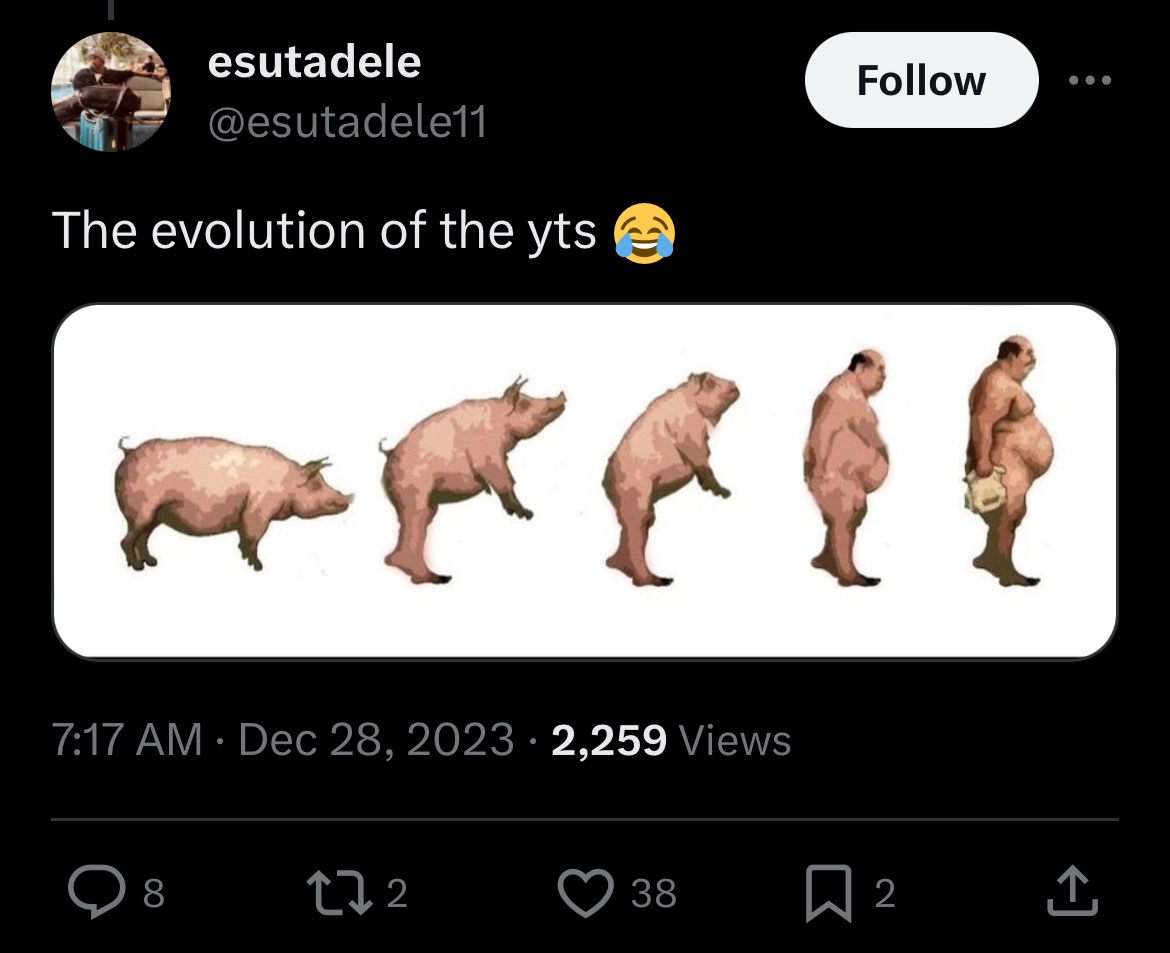 esutadele
@esutadele11
Follow
The evolution of the yts 😂
7:17 AM · Dec 28, 2023 · 2,259 Views
8 2 38 2